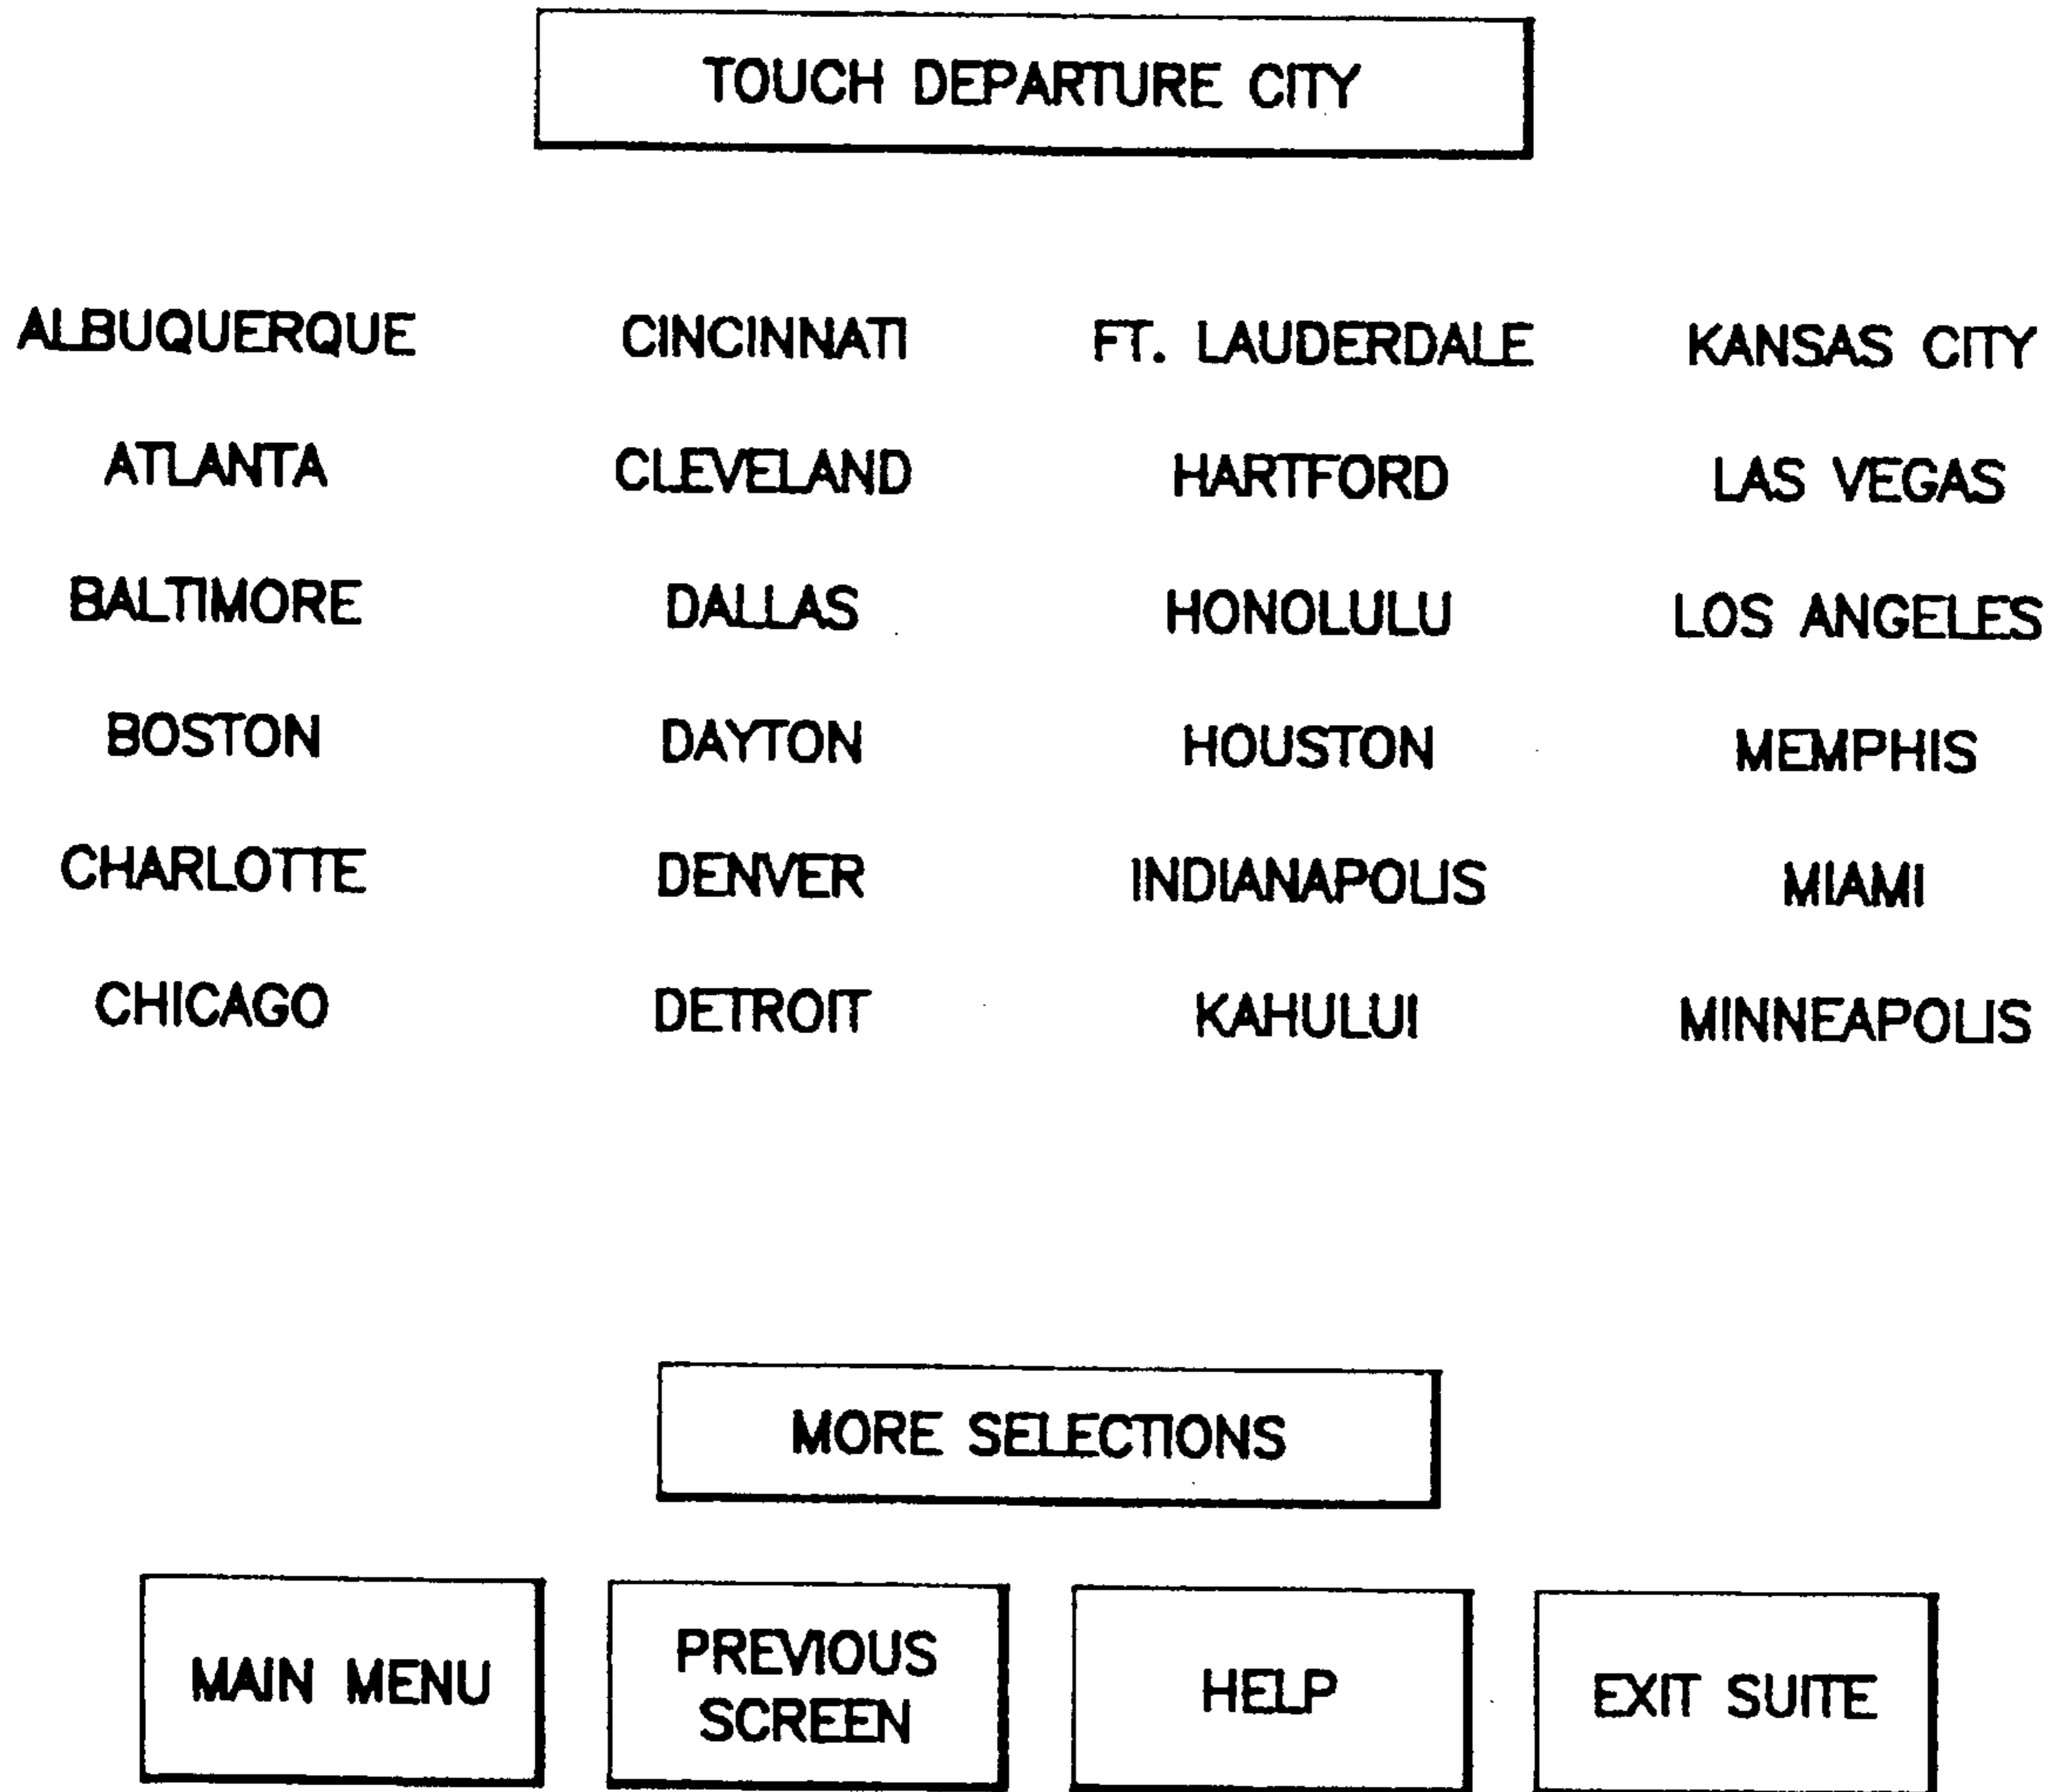 TOUCH DEPARTURE CITY
ALBUQUERQUE CINCINNATI FT. LAUDERDALE KANSAS CITY
ATLANTA CLEVELAND HARTFORD LAS VEGAS
BALTIMORE DALLAS HONOLULU LOS ANGELES
BOSTON DAYTON HOUSTON MEMPHIS
CHARLOTTE DENVER INDIANAPOLIS MIAMI
CHICAGO DETROIT KAHULUI MINNEAPOLIS
MORE SELECTIONS
MAIN MENU
PREVIOUS
SCREEN
HELP
EXIT SUITE